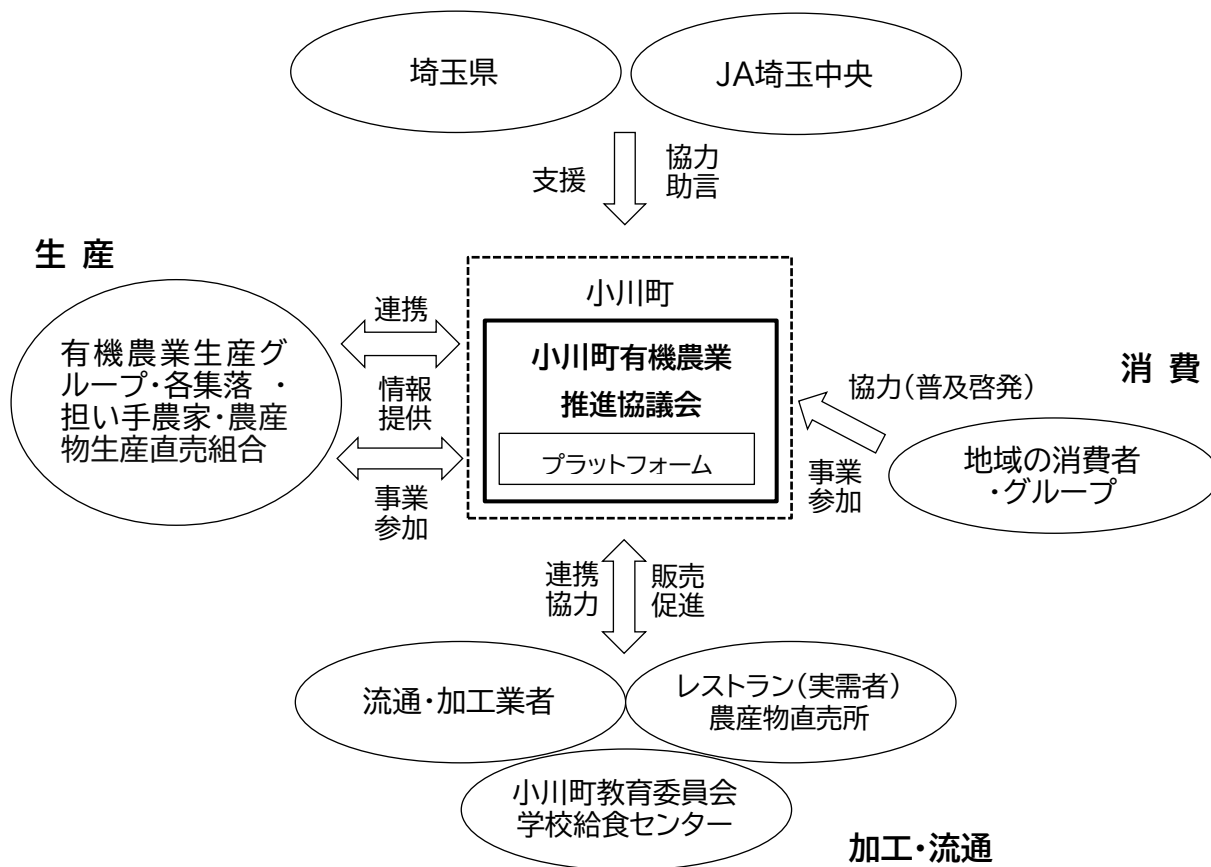 埼玉県
JA埼玉中央
支援
協力
助言
生 産
小川町
連携
有機農業生産グ
ループ・各集落 ・
担い手農家・農産
物生産直売組合
情報
提供
事業
参加
小川町有機農業
推進協議会
プラットフォーム
消 費
協力(普及啓発)
事業
参加
地域の消費者
・グループ
連携
協力
販売
促進
流通・加工業者
レストラン(実需者)
農産物直売所
小川町教育委員会
学校給食センター
加工・流通